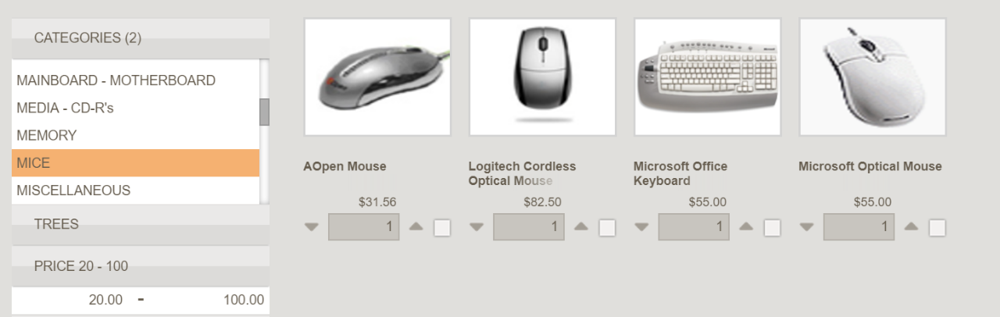 CATEGORIES (2)
MAINBOARD - MOTHERBOARD
MEDIA - CD-R's
MEMORY
MICE
MISCELLANEOUS
TREES
PRICE 20 - 100
20.00 - 100.00
AOpen Mouse
$31.56
1
Logitech Cordless
Optical Mouse
$82.50
1
Microsoft Office
Keyboard
$55.00
1
Microsoft Optical Mouse
$55.00
1